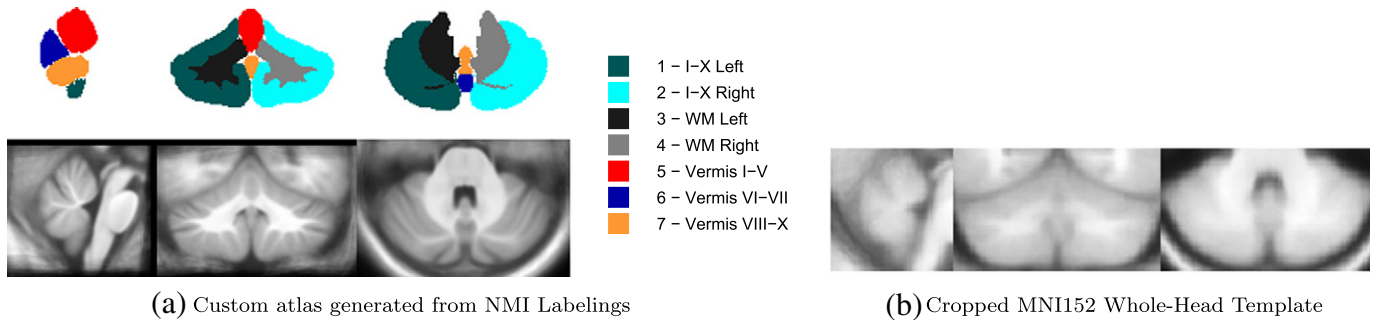 1 − I−X Left
2 − I−X Right
3 − WM Left
4 − WM Right
5 − Vermis I−V
6 − Vermis VI−VII
7 − Vermis VIII−X
(a) Custom atlas generated from NMI Labelings
(b) Cropped MNI152 Whole-Head Template